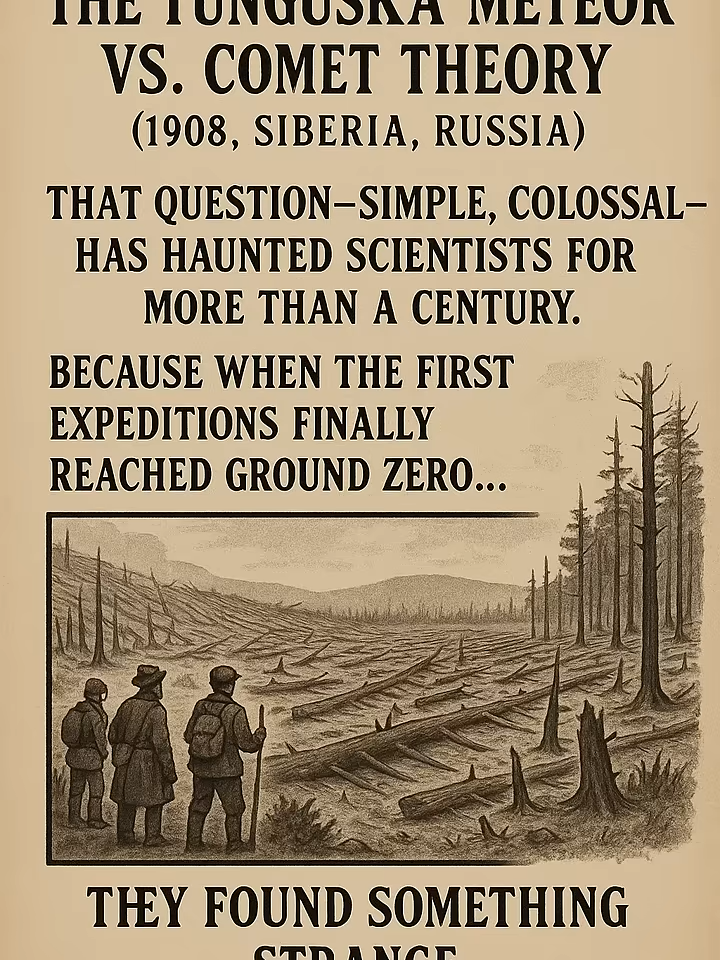 THE TUNGUSKA METEOR
VS. COMET THEORY
(1908, SIBERIA, RUSSIA)
THAT QUESTION–SIMPLE, COLOSSAL–
HAS HAUNTED SCIENTISTS FOR
MORE THAN A CENTURY.
BECAUSE WHEN THE FIRST
EXPEDITIONS FINALLY
REACHED GROUND ZERO...
THEY FOUND SOMETHING
STRANGE